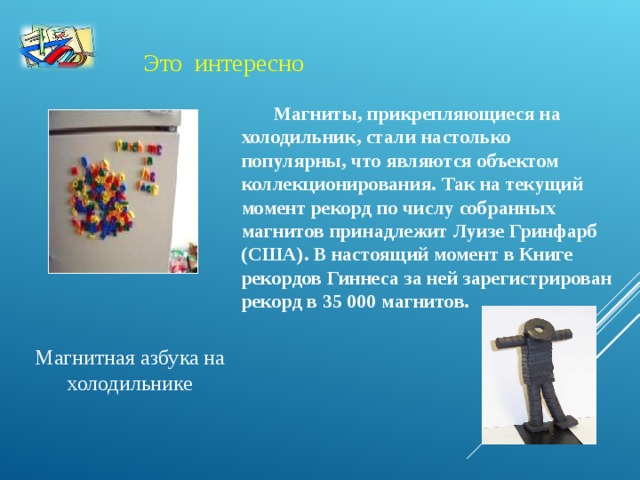 Это интересно
Магниты, прикрепляющиеся на
холодильник, стали настолько
популярны, что являются объектом
коллекционирования. Так на текущий
момент рекорд по числу собранных
магнитов принадлежит Луизе Гринфарб
(США). В настоящий момент в Книге
рекордов Гиннеса за ней зарегистрирован
рекорд в 35 000 магнитов.
Магнитная азбука на
холодильнике